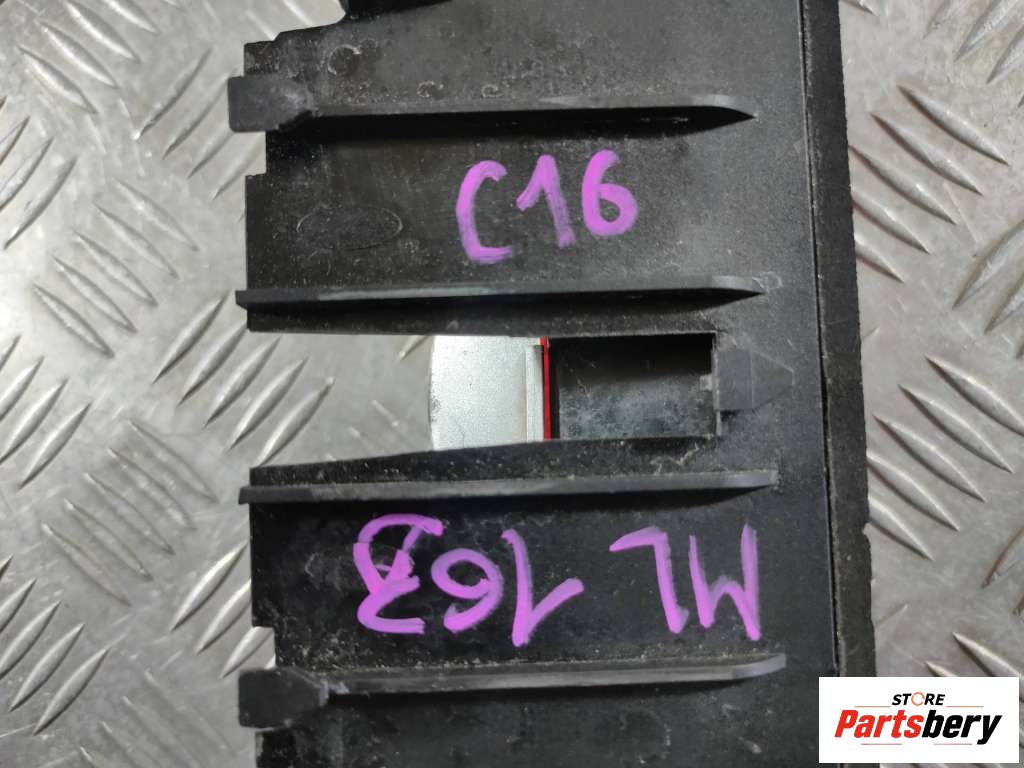 C16
ML 163
STORE
Partsbery